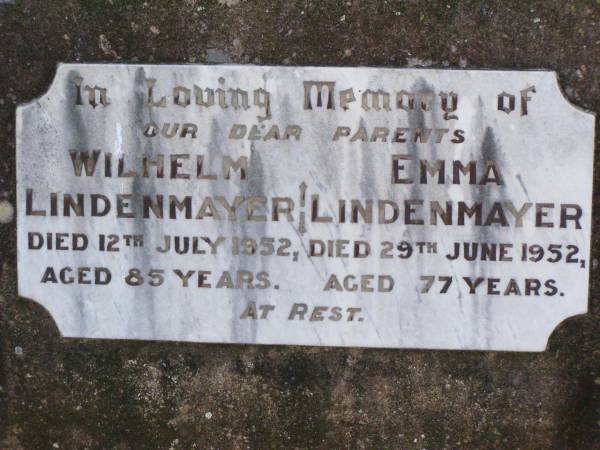 In Loving Memory of
OUR DEAR PARENTS
WILHELM EMMA
LINDENMAYER LINDENMAYER
DIED 12TH JULY 1952, DIED 29TH JUNE 1952,
AGED 85 YEARS. AGED 77 YEARS.
AT REST.